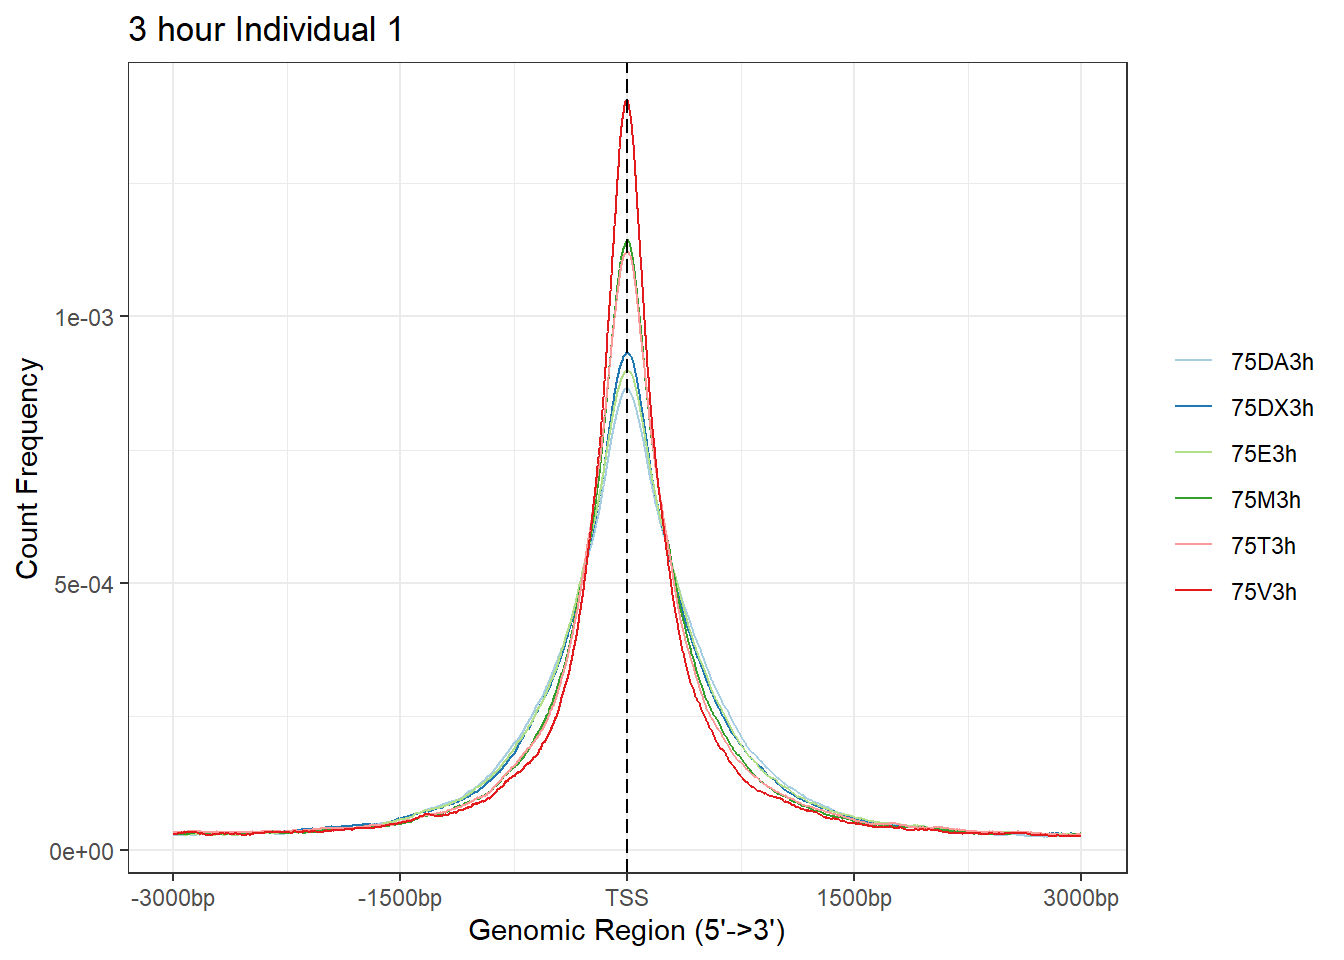 3 hour Individual 1
Count Frequency
1e-03
5e-04
0e+00
-3000bp
-1500bp
TSS
1500bp
3000bp
Genomic Region (5'->3')
75DA3h
75DX3h
75E3h
75M3h
75T3h
75V3h